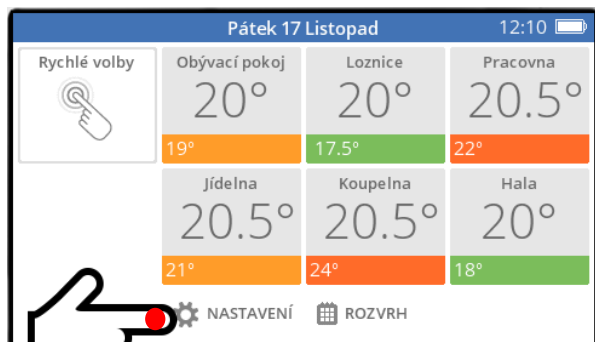 Pátek 17 Listopad 12:10
Rychlé volby
Obývací pokoj
20°
19°
Loznice
20°
17.5°
Pracovna
20.5°
22°
Jídelna
20.5°
21°
Koupelna
20.5°
24°
Hala
20°
18°
NASTAVENÍ ROZVRH